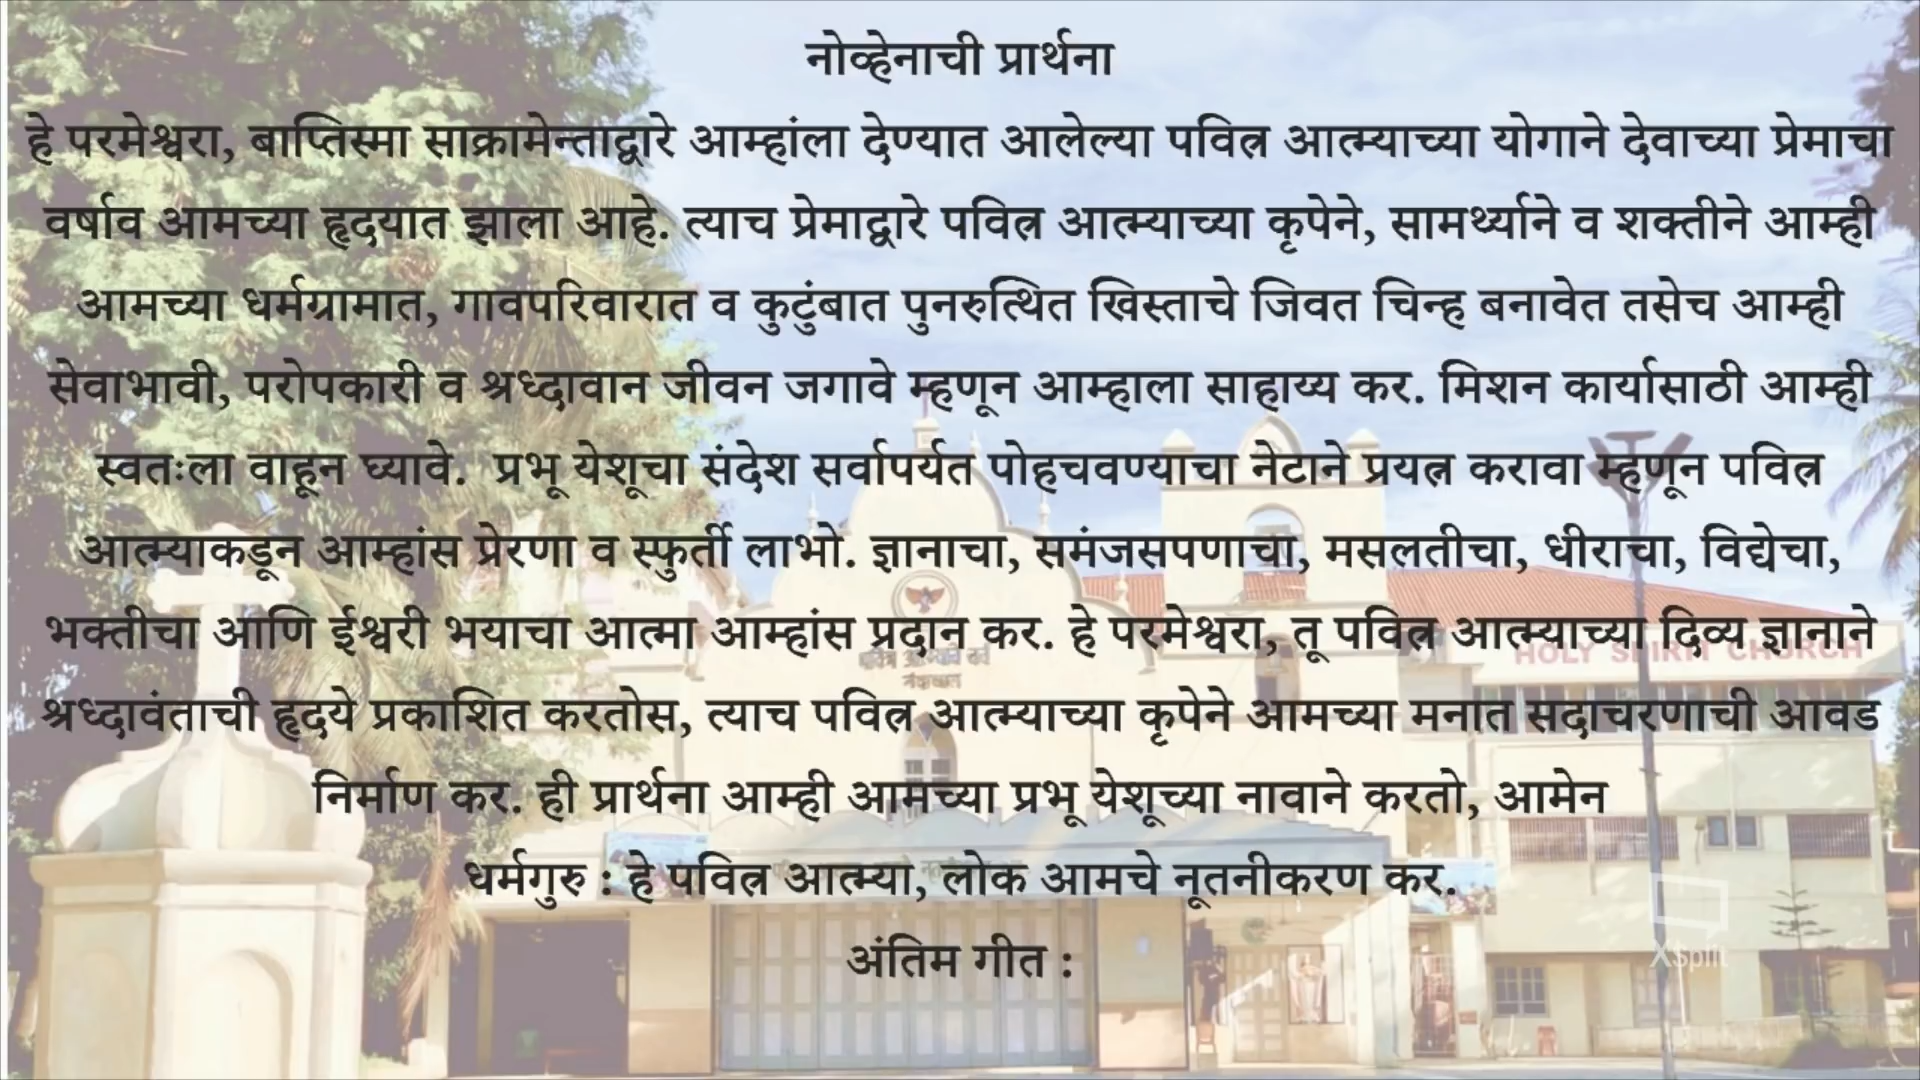 नोव्हेनाची प्रार्थना
हे परमेश्वरा, बाप्तिस्मा साक्रामेन्ताद्वारे आम्हांला देण्यात आलेल्या पवित्र आत्म्याच्या योगाने देवाच्या प्रेमाचा
वर्षाव आमच्या हृदयात झाला आहे. त्याच प्रेमाद्वारे पवित्र आत्म्याच्या कृपेने, सामर्थ्याने व शक्तीने आम्ही
आमच्या धर्मग्रामात, गावपरिवारात व कुटुंबात पुनरुत्थित ख्रिस्ताचे जिवत चिन्ह बनावेत तसेच आम्ही
सेवाभावी, परोपकारी व श्रध्दावान जीवन जगावे म्हणून आम्हाला साहाय्य कर. मिशन कार्यासाठी आम्ही
स्वतःला वाहून घ्यावे. प्रभू येशूचा संदेश सर्वापर्यत पोहचवण्याचा नेटाने प्रयत्न करावा म्हणून पवित्र
आत्म्याकडून आम्हांस प्रेरणा व स्फुर्ती लाभो. ज्ञानाचा, समंजसपणाचा, मसलतीचा, धीराचा, विद्येचा,
भक्तीचा आणि ईश्वरी भयाचा आत्मा आम्हांस प्रदान कर. हे परमेश्वरा, तू पवित्र आत्म्याच्या दिव्य ज्ञानाने
HOLY SPIRIT CHURCH
श्रध्दावंताची हृदये प्रकाशित करतोस, त्याच पवित्र आत्म्याच्या कृपेने आमच्या मनात सदाचरणाची आवड
निर्माण कर. ही प्रार्थना आम्ही आमच्या प्रभू येशूच्या नावाने करतो, आमेन
धर्मगुरु : हे पवित्र आत्म्या, लोक आमचे नूतनीकरण कर.
अंतिम गीत :
XSplit